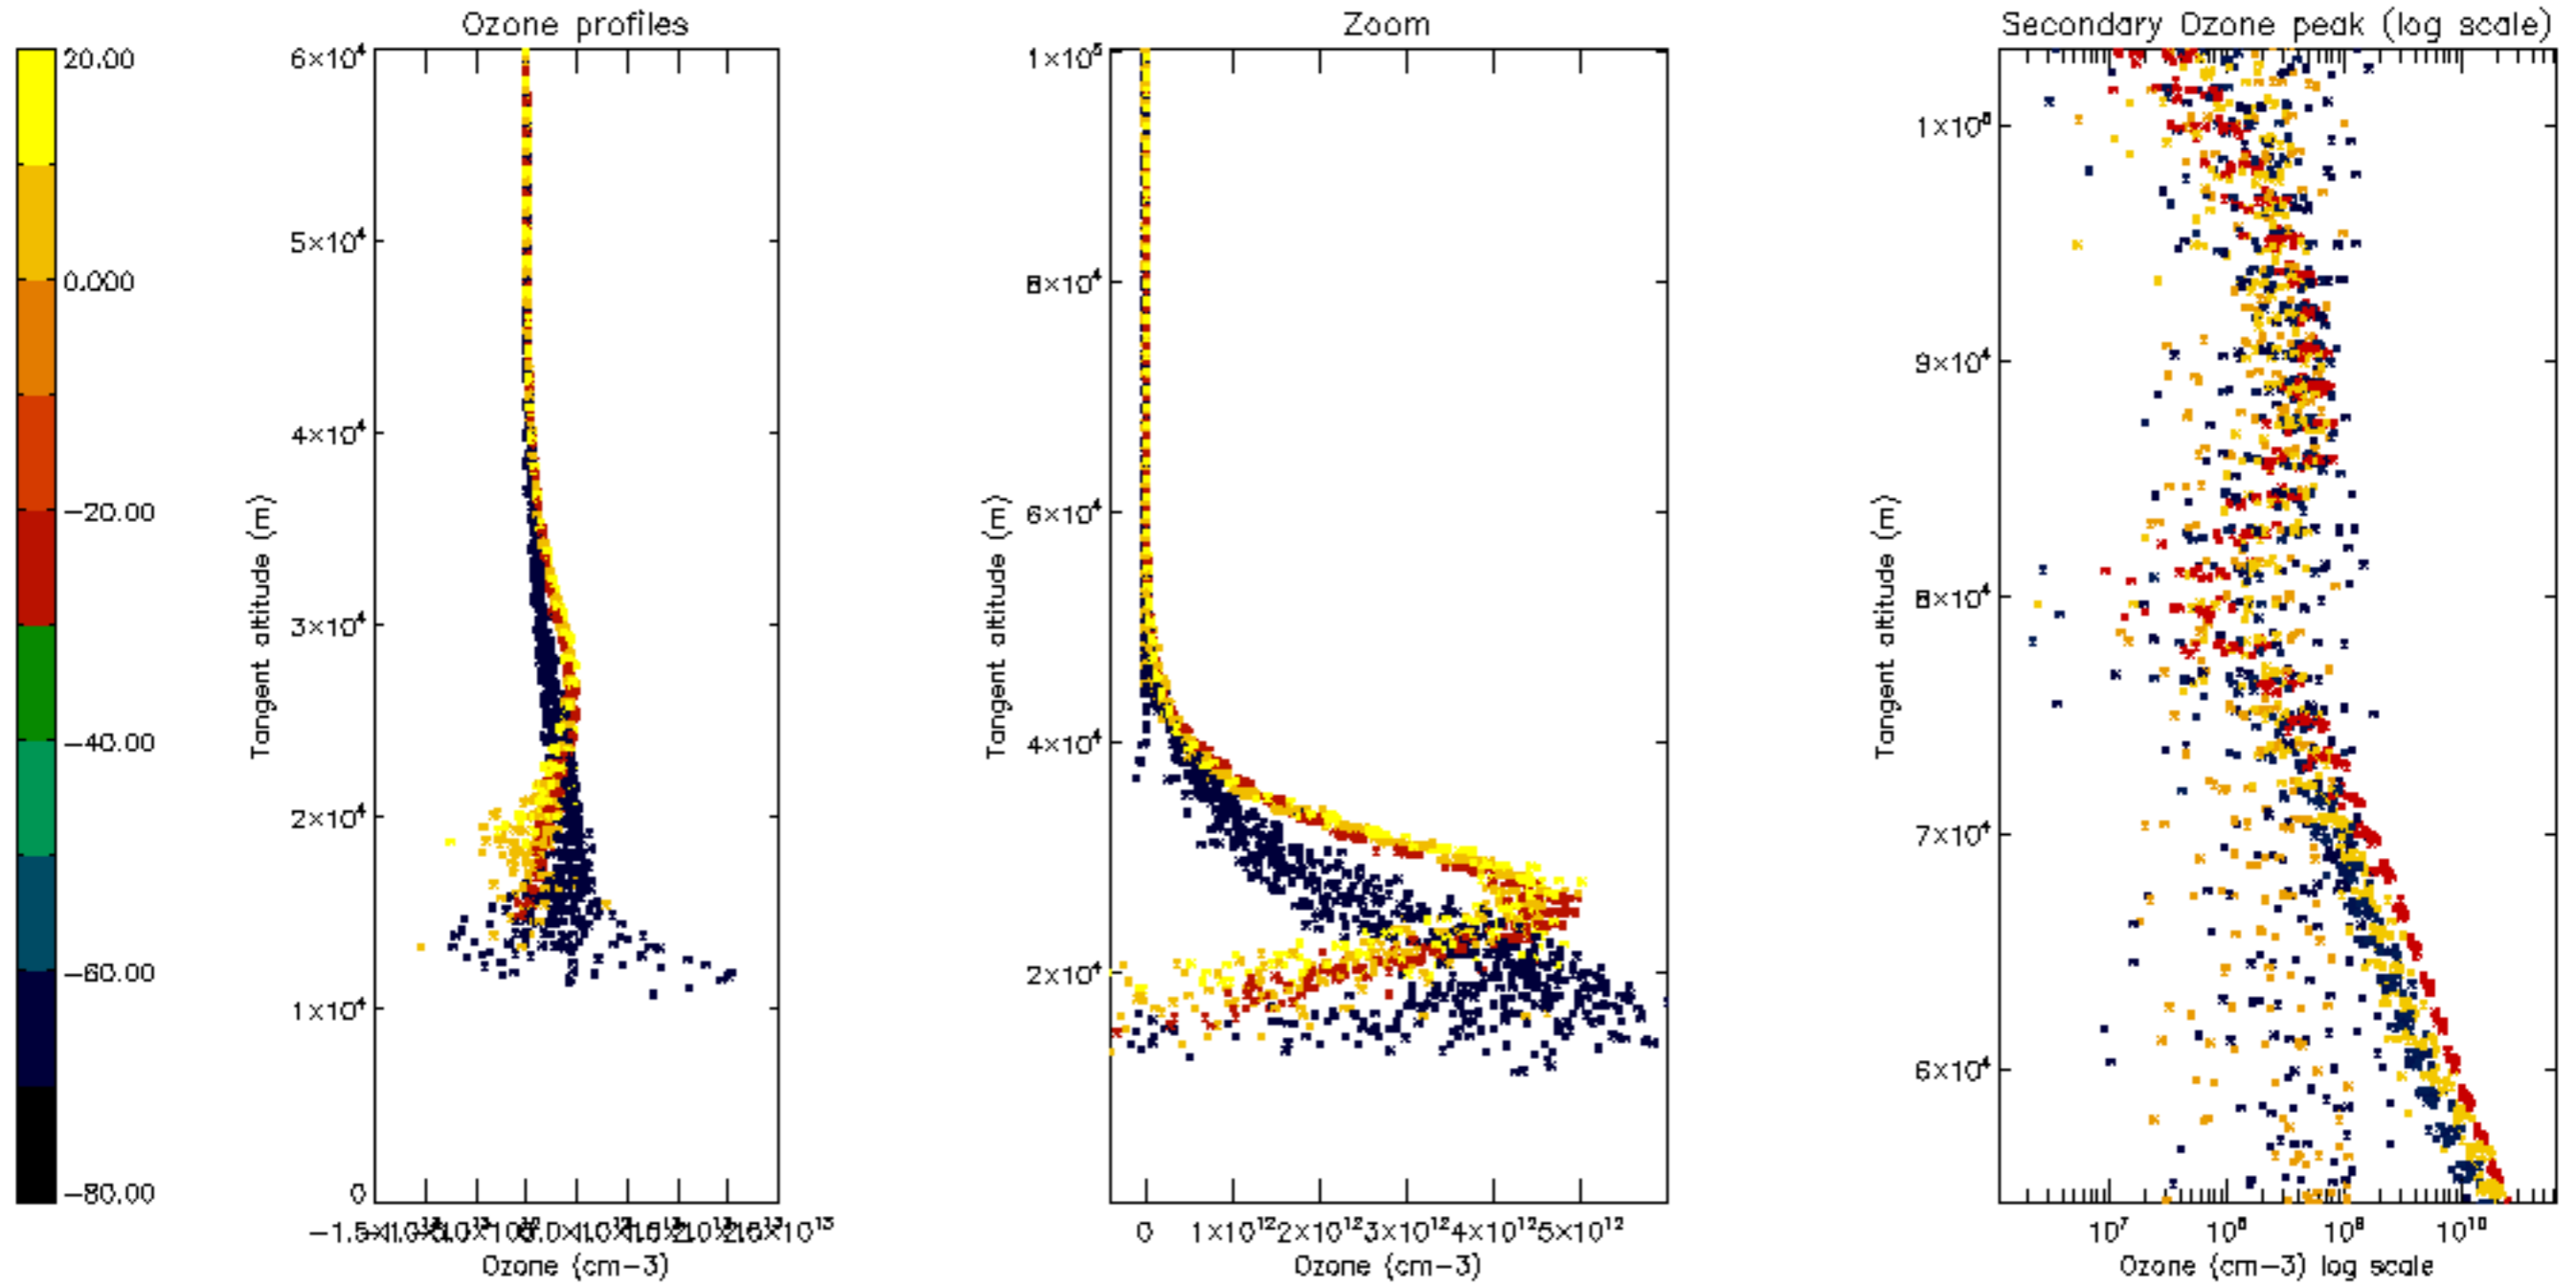 Ozone profiles
Zoom
Secondary Ozone peak (log scale)
20.00
0.000
−20.00
−40.00
−60.00
−80.00
Tangent altitude (m)
6×10⁴
5×10⁴
4×10⁴
3×10⁴
2×10⁴
1×10⁴
0
Ozone (cm−3)
Tangent altitude (m)
1×10⁵
8×10⁴
6×10⁴
4×10⁴
2×10⁴
0 1×10¹² 2×10¹² 3×10¹² 4×10¹² 5×10¹²
Ozone (cm−3)
Tangent altitude (m)
1×10⁵
9×10⁴
8×10⁴
7×10⁴
6×10⁴
10⁷ 10⁸ 10⁹ 10¹⁰
Ozone (cm−3) log scale